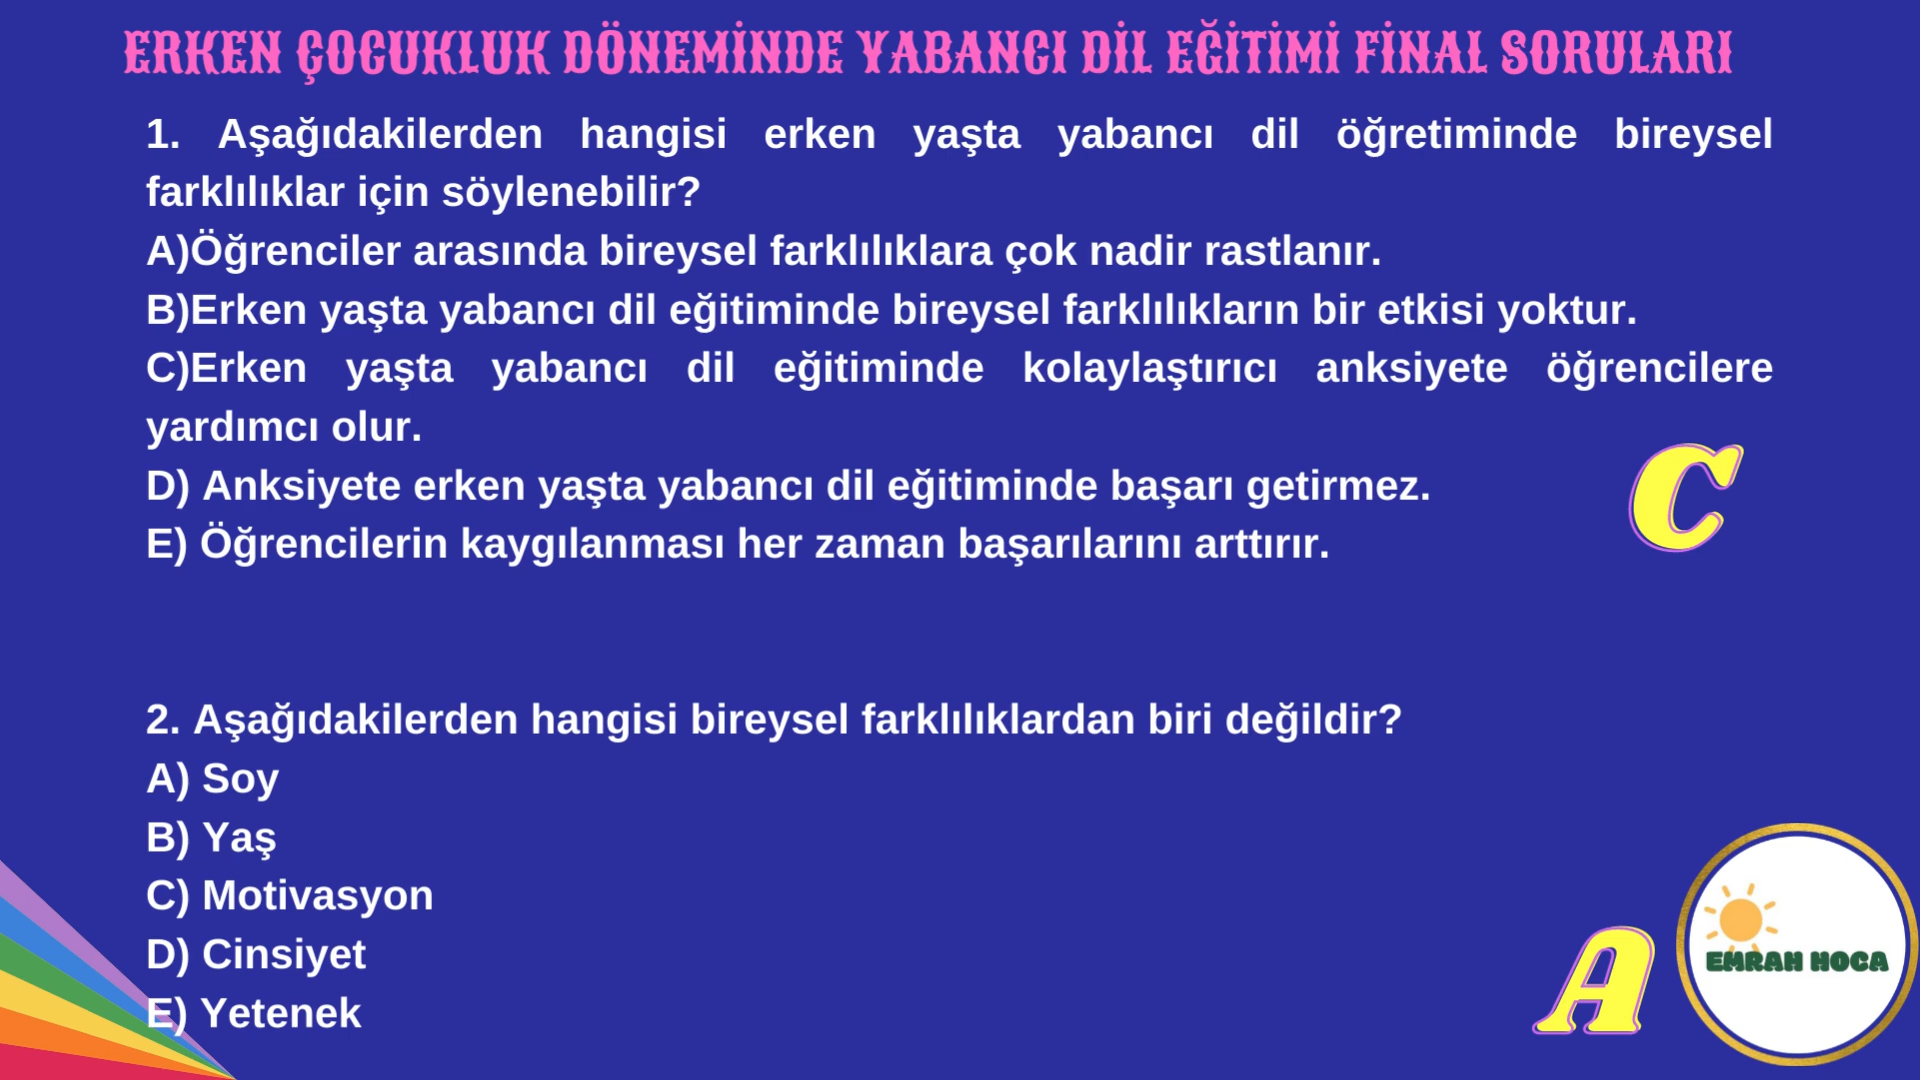 ERKEN ÇOCUKLUK DÖNEMİNDE YABANCI DİL EĞİTİMİ FİNAL SORULARI
1. Aşağıdakilerden hangisi erken yaşta yabancı dil öğretiminde bireysel
farklılıklar için söylenebilir?
A)Öğrenciler arasında bireysel farklılıklara çok nadir rastlanır.
B)Erken yaşta yabancı dil eğitiminde bireysel farklılıkların bir etkisi yoktur.
C)Erken yaşta yabancı dil eğitiminde kolaylaştırıcı anksiyete öğrencilere
yardımcı olur.
D) Anksiyete erken yaşta yabancı dil eğitiminde başarı getirmez.
E) Öğrencilerin kaygılanması her zaman başarılarını arttırır.
C
2. Aşağıdakilerden hangisi bireysel farklılıklardan biri değildir?
A) Soy
B) Yaş
C) Motivasyon
D) Cinsiyet
E) Yetenek
A
EMRAH HOCA